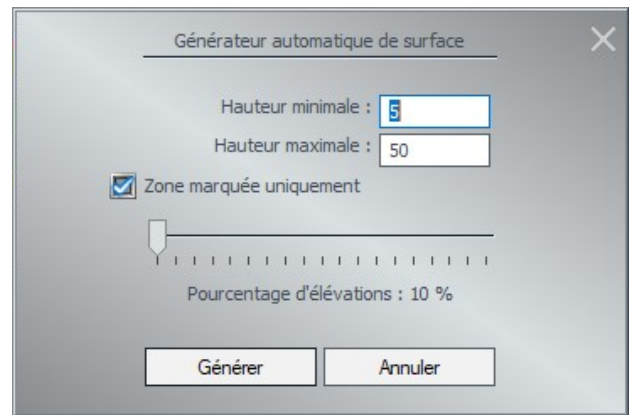 Générateur automatique de surface
Hauteur minimale : 5
Hauteur maximale : 50
Zone marquée uniquement
Pourcentage d'élévations : 10 %
Générer Annuler